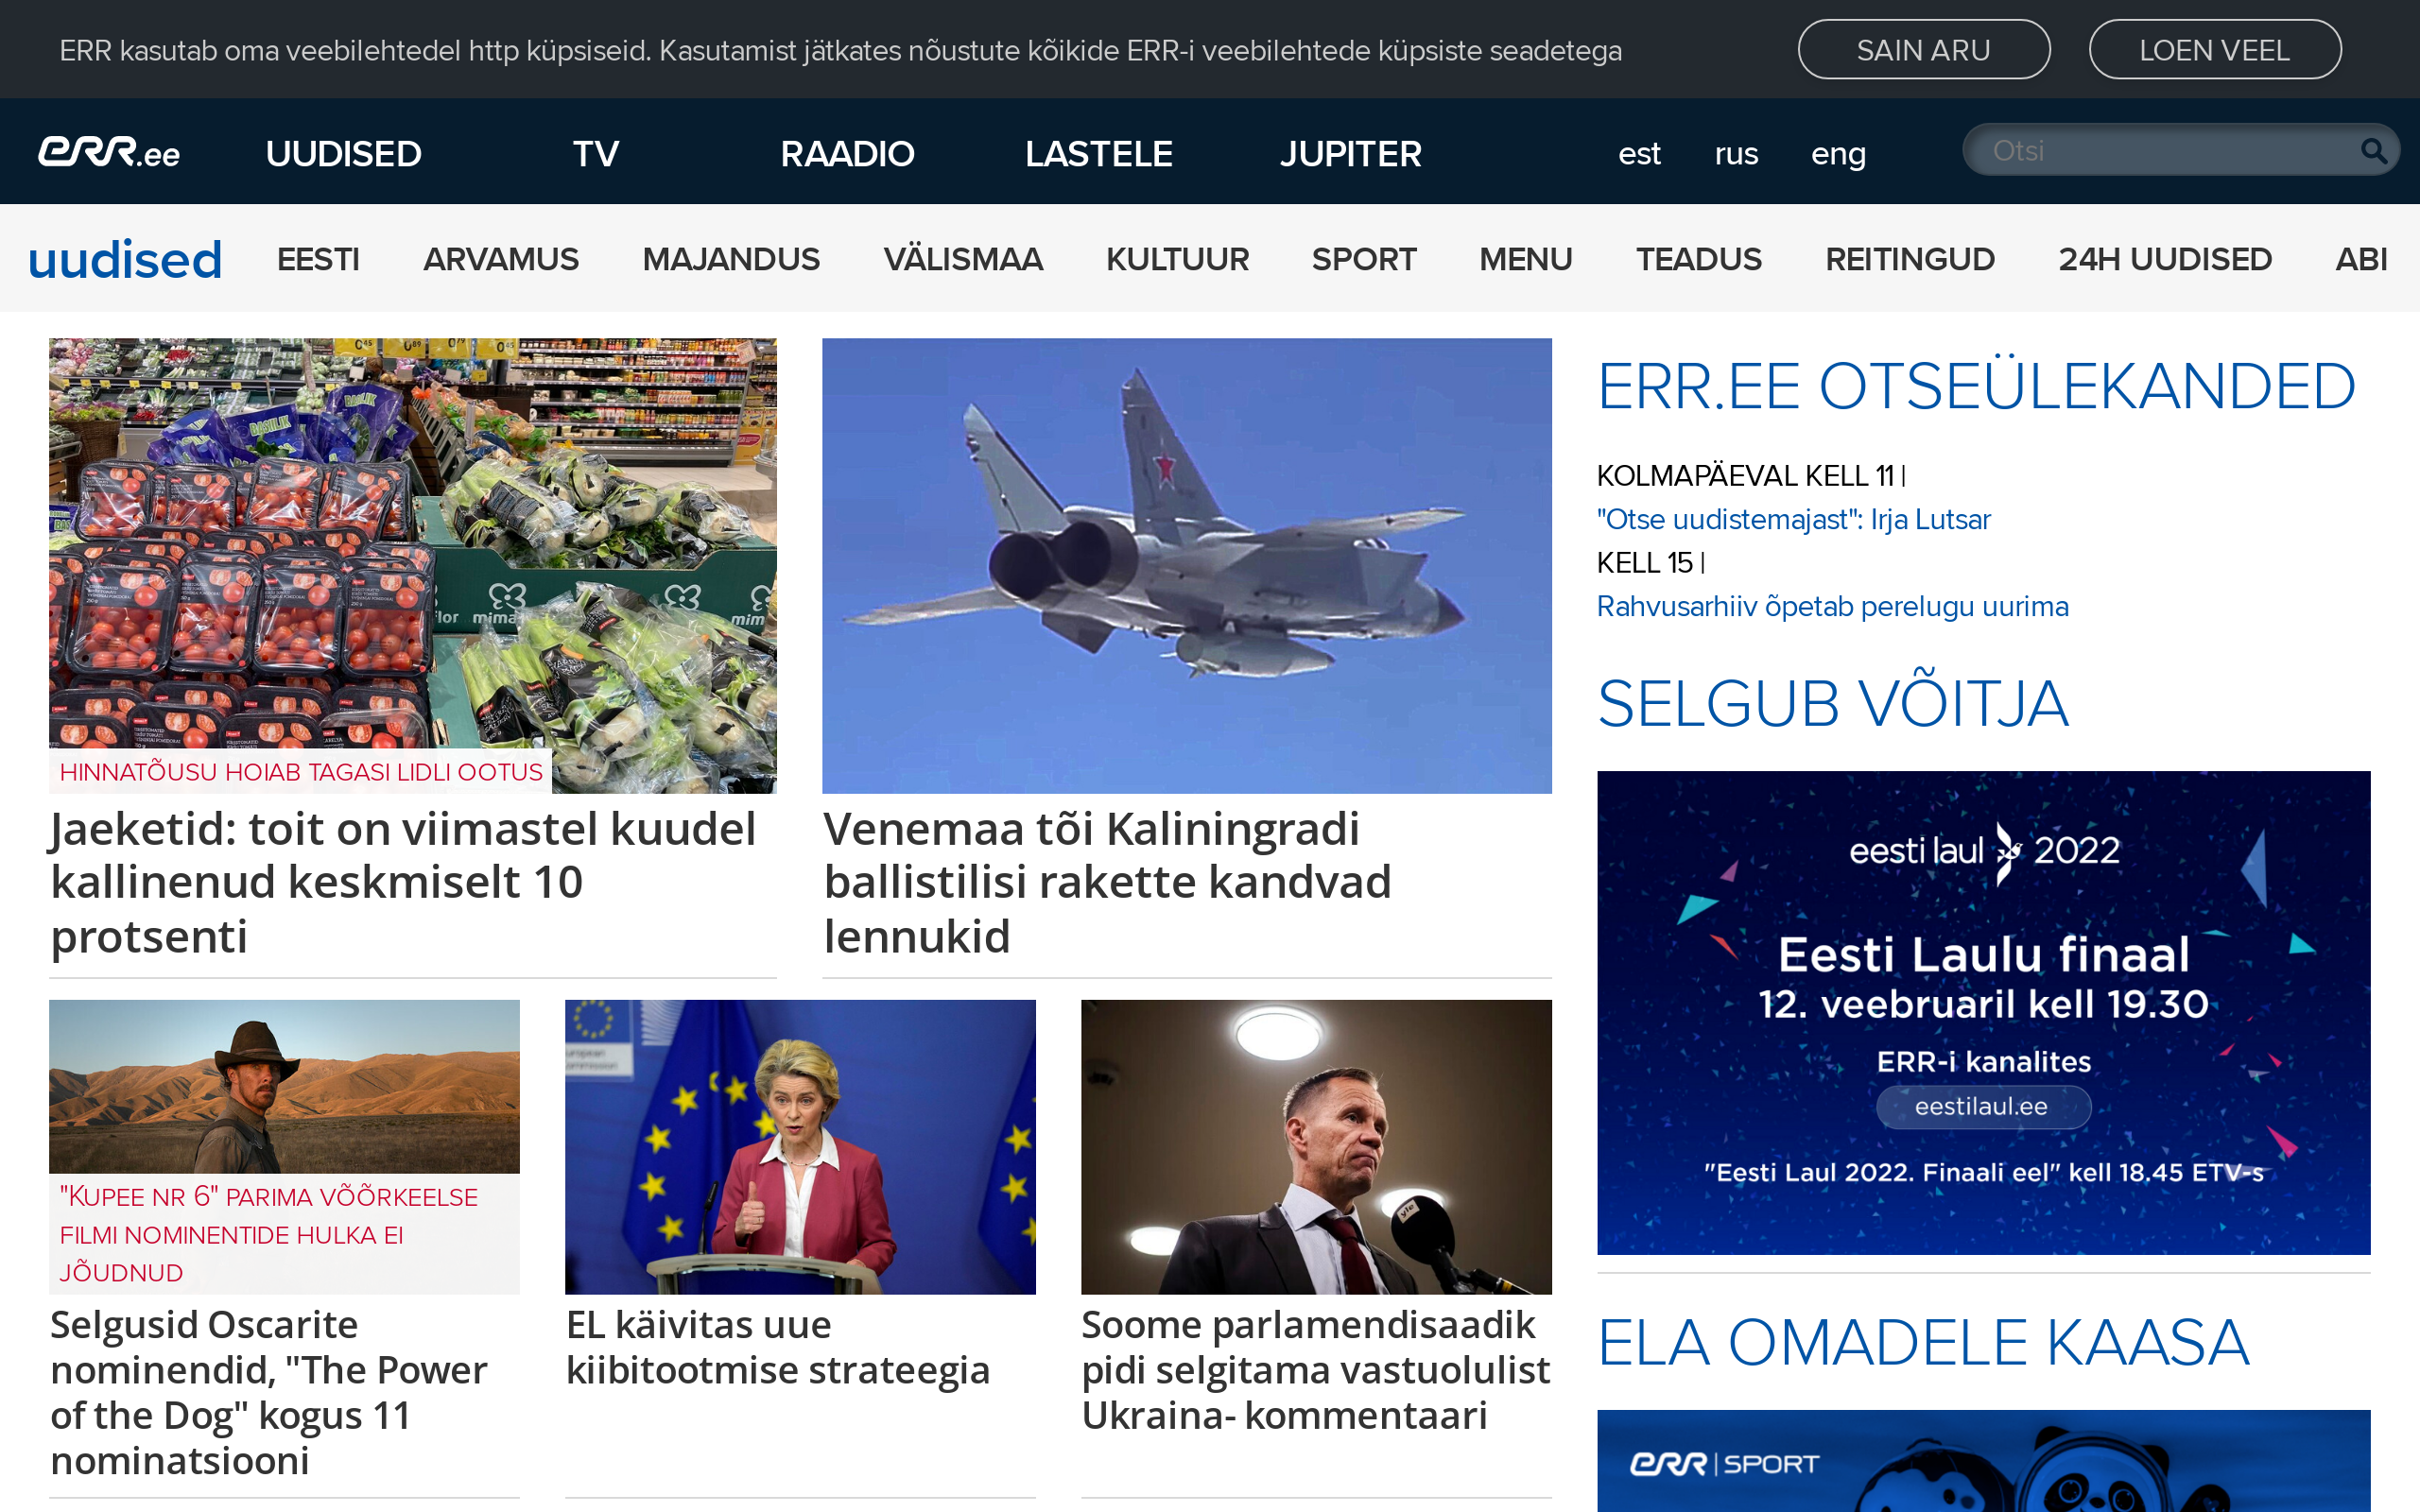 ERR kasutab oma veebilehtedel http küpsiseid. Kasutamist jätkates nõustute kõikide ERR-i veebilehtede küpsiste seadetega
SAIN ARU
LOEN VEEL
err.ee
UUDISED
TV
RAADIO
LASTELE
JUPITER
est
rus
eng
Otsi
uudised
EESTI
ARVAMUS
MAJANDUS
VÄLISMAA
KULTUUR
SPORT
MENU
TEADUS
REITINGUD
24H UUDISED
ABI
BASIILIK
mima
mim
HINNATÕUSU HOIAB TAGASI LIDLI OOTUS
Jaeketid: toit on viimastel kuudel
kallinenud keskmiselt 10
protsenti
Venemaa tõi Kaliningradi
ballistilisi rakette kandvad
lennukid
"KUPEE NR 6" PARIMA VÕÕRKEELSE
FILMI NOMINENTIDE HULKA EI
JÕUDNUD
Selgusid Oscarite
nominendid, "The Power
of the Dog" kogus 11
nominatsiooni
EL käivitas uue
kiibitootmise strateegia
yle
Soome parlamendisaadik
pidi selgitama vastuolulist
Ukraina- kommentaari
ERR.EE OTSEÜLEKANDED
KOLMAPÄEVAL KELL 11 |
"Otse uudistemajast": Irja Lutsar
KELL 15 |
Rahvusarhiiv õpetab perelugu uurima
SELGUB VÕITJA
eesti laul 2022
Eesti Laulu finaal
12. veebruaril kell 19.30
ERR-i kanalites
eestilaul.ee
"Eesti Laul 2022. Finaali eel" kell 18.45 ETV-s
ELA OMADELE KAASA
err | SPORT